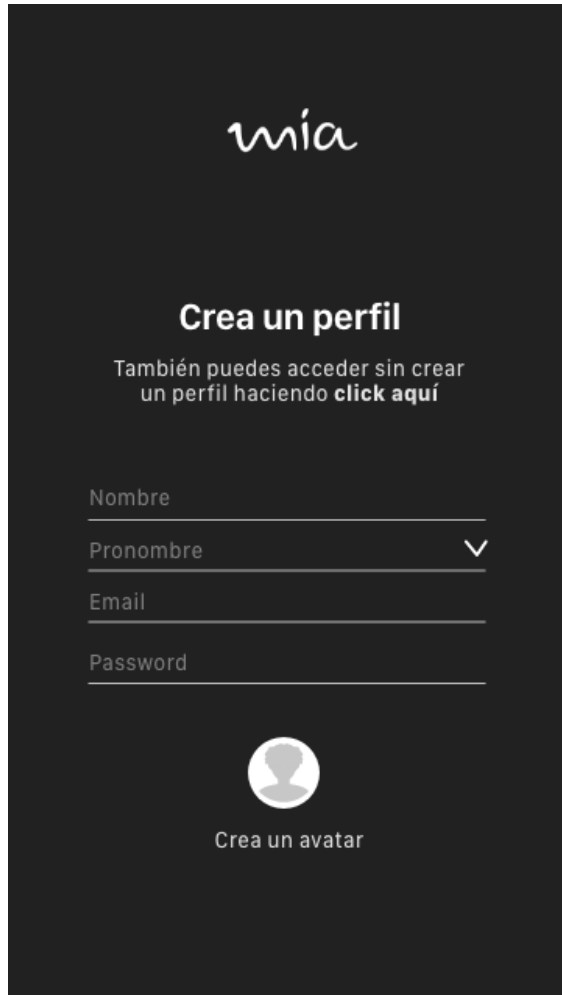 mía
Crea un perfil
También puedes acceder sin crear
un perfil haciendo click aquí
Nombre
Pronombre
Email
Password
Crea un avatar